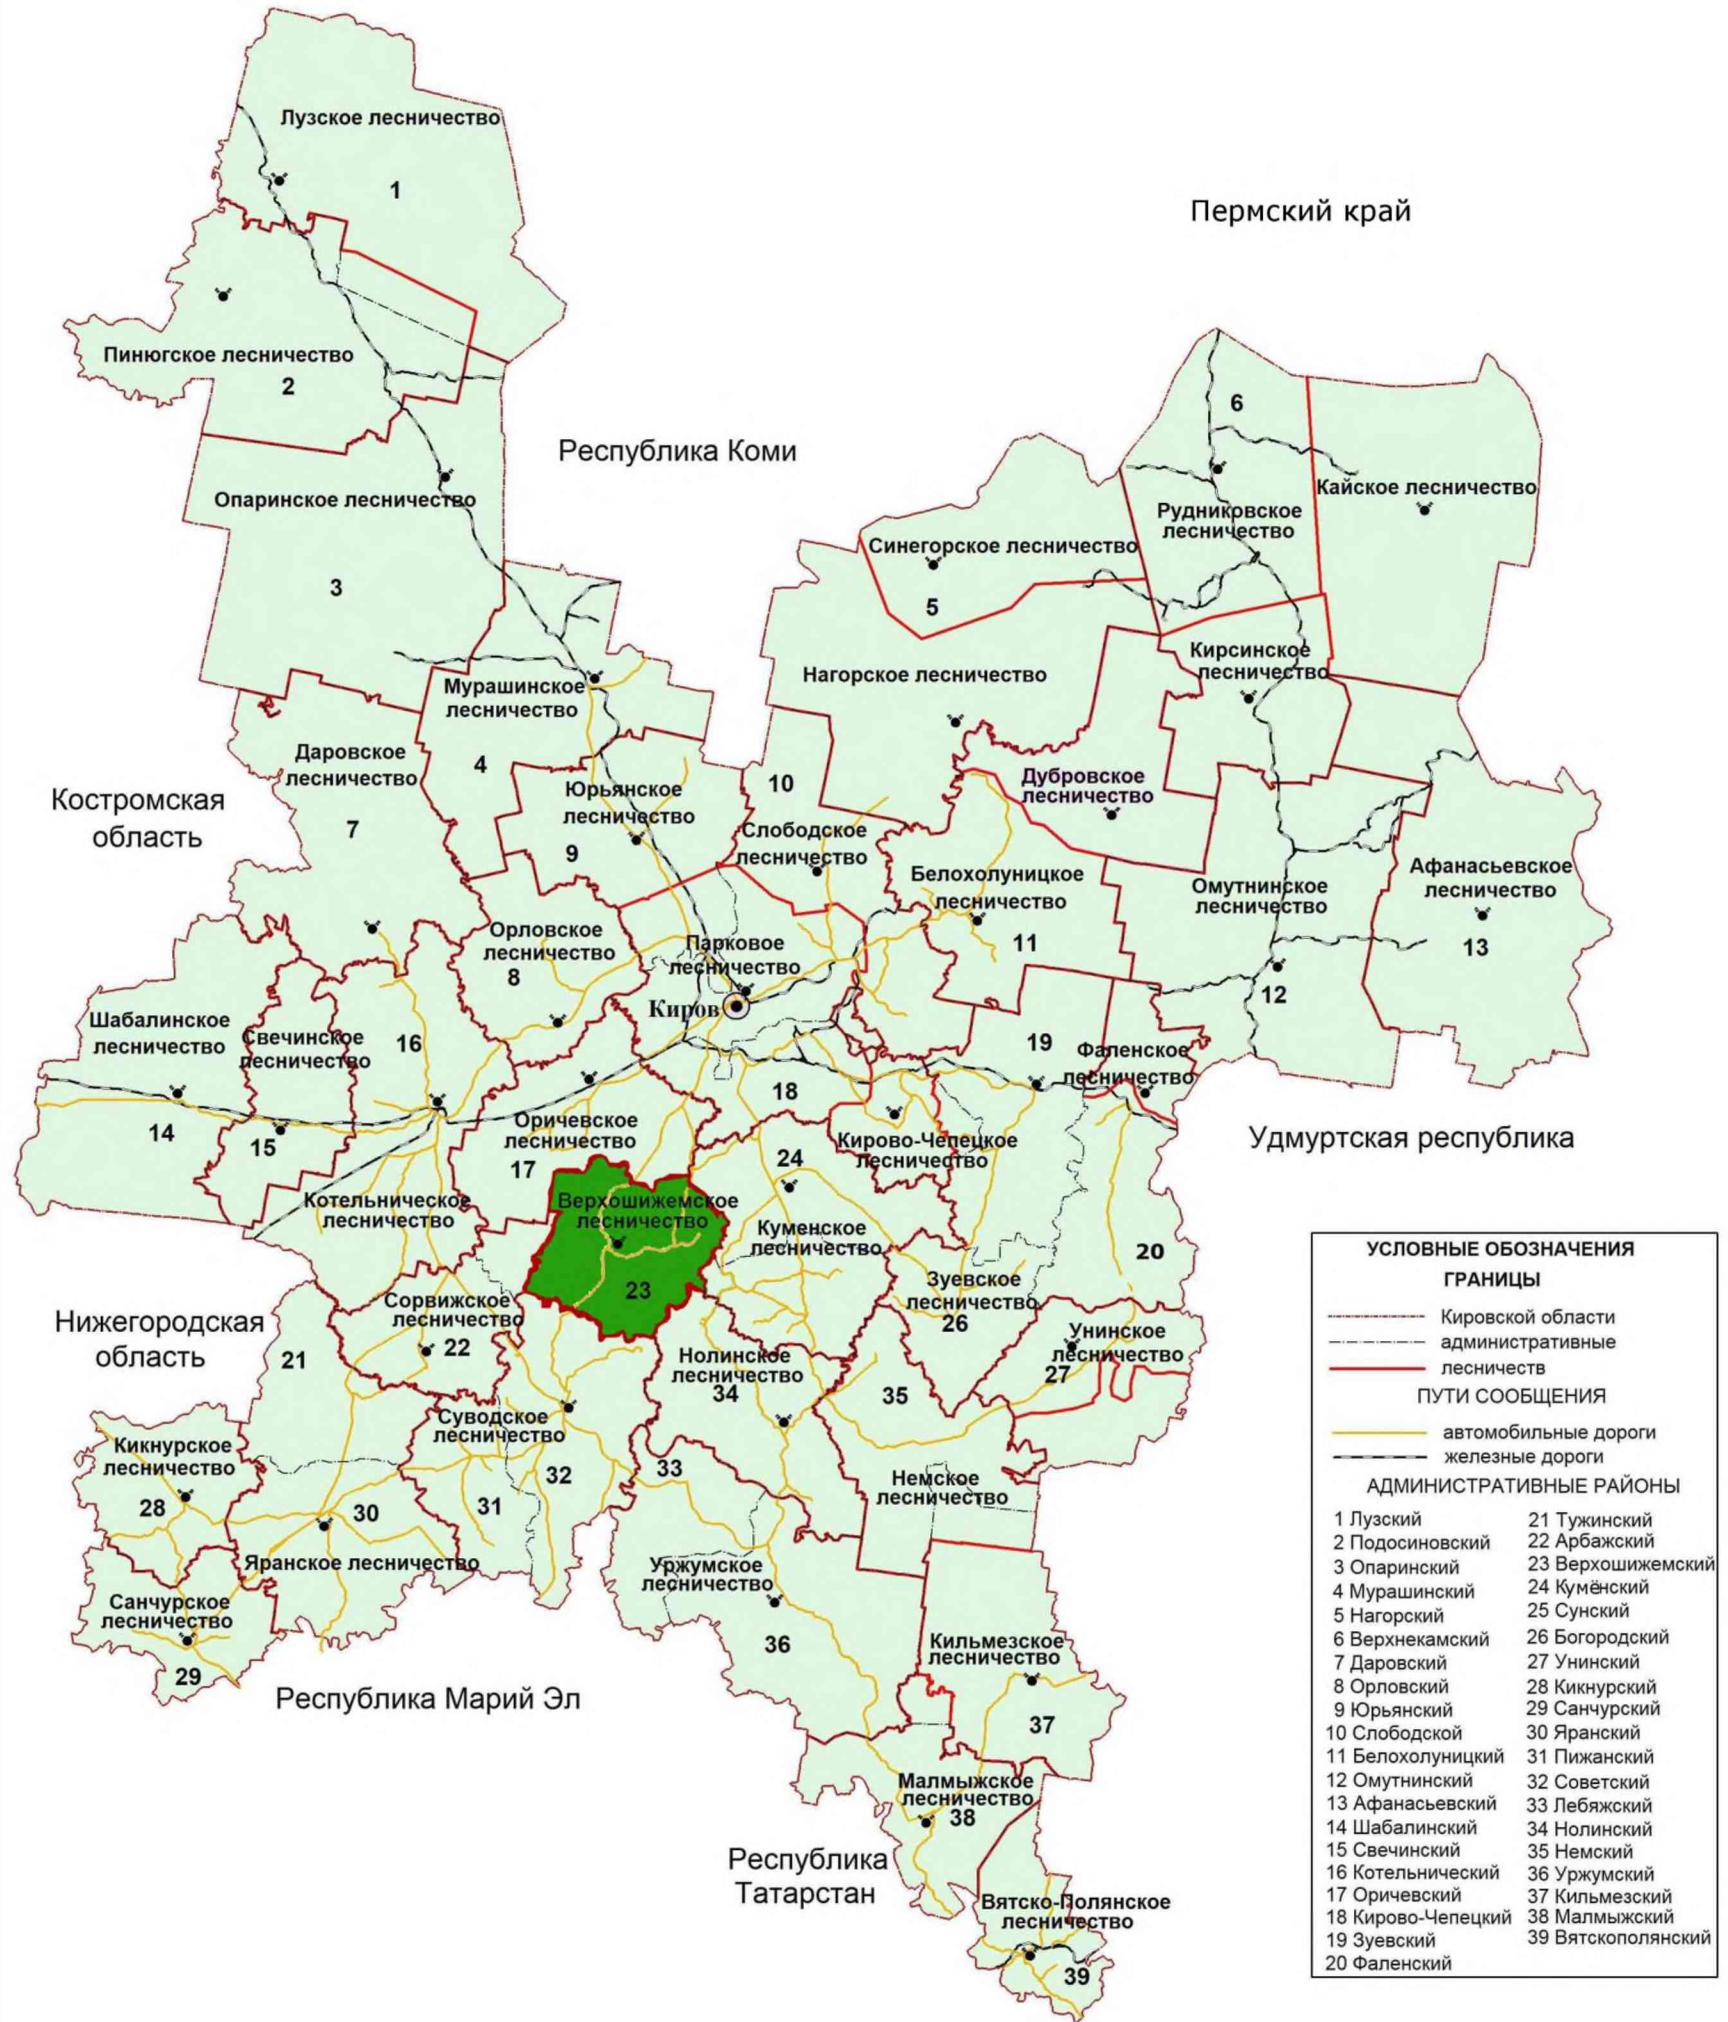 Лузское лесничество
1
Пермский край
Пинюгское лесничество
2
6
Республика Коми
Кайское лесничество
Опаринское лесничество
Рудниковское
лесничество
Синегорское лесничество
3
5
Кирсинское
лесничество
Нагорское лесничество
Мурашинское
лесничество
Даровское
лесничество
4
10
Дубровское
лесничество
Костромская
область
Юрьянское
лесничество
7
9
Слободское
лесничество
Белохолуницкое
лесничество
Омутнинское
лесничество
Афанасьевское
лесничество
Орловское
лесничество
8
Парковое
лесничество
11
13
12
Киров
Шабалинское
лесничество
Свечинское
лесничество
16
19
Фаленское
лесничество
18
14
15
Оричевское
лесничество
17
Кирово-Чепецкое
лесничество
24
Удмуртская республика
Котельническое
лесничество
Верхошижемское
лесничество
23
Куменское
лесничество
20
Зуевское
лесничество
26
Нижегородская
область
Сорвижское
лесничество
22
21
Унинское
лесничество
27
Нолинское
лесничество
34
35
Суводское
лесничество
Кикнурское
лесничество
28
33
32
31
30
Немское
лесничество
Яранское лесничество
Уржумское
лесничество
Санчурское
лесничество
29
36
Кильмезское
лесничество
Республика Марий Эл
37
Малмыжское
лесничество
38
Республика
Татарстан
Вятско-Полянское
лесничество
39
УСЛОВНЫЕ ОБОЗНАЧЕНИЯ
ГРАНИЦЫ
Кировской области
административные
лесничеств
ПУТИ СООБЩЕНИЯ
автомобильные дороги
железные дороги
АДМИНИСТРАТИВНЫЕ РАЙОНЫ
1 Лузский
2 Подосиновский
3 Опаринский
4 Мурашинский
5 Нагорский
6 Верхнекамский
7 Даровский
8 Орловский
9 Юрьянский
10 Слободской
11 Белохолуницкий
12 Омутнинский
13 Афанасьевский
14 Шабалинский
15 Свечинский
16 Котельнический
17 Оричевский
18 Кирово-Чепецкий
19 Зуевский
20 Фаленский
21 Тужинский
22 Арбажский
23 Верхошижемский
24 Кумёнский
25 Сунский
26 Богородский
27 Унинский
28 Кикнурский
29 Санчурский
30 Яранский
31 Пижанский
32 Советский
33 Лебяжский
34 Нолинский
35 Немский
36 Уржумский
37 Кильмезский
38 Малмыжский
39 Вятскополянский